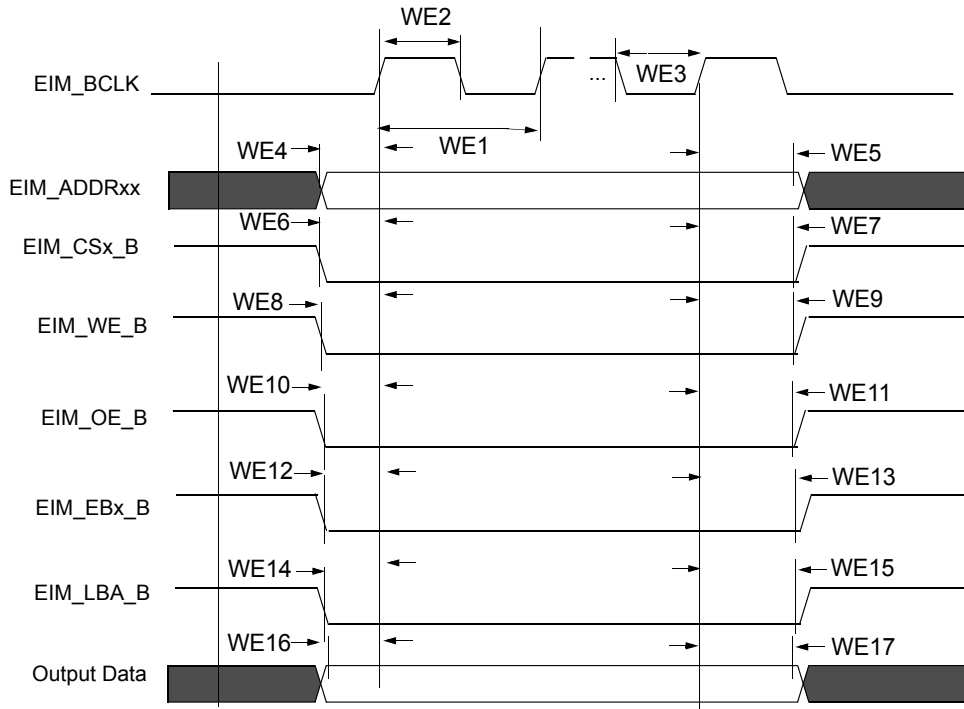 WE2
EIM_BCLK
...
WE3
WE4
WE1
WE5
EIM_ADDRxx
WE6
WE7
EIM_CSx_B
WE8
WE9
EIM_WE_B
WE10
WE11
EIM_OE_B
WE12
WE13
EIM_EBx_B
WE14
WE15
EIM_LBA_B
WE16
WE17
Output Data